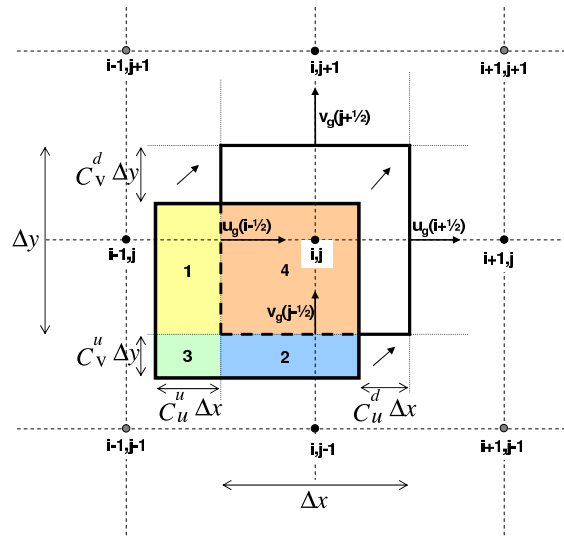 i-1,j+1 i,j+1 i+1,j+1
v_g(j+½)
C_v^d Δy
Δy
u_g(i-½) u_g(i+½)
i-1,j i,j i+1,j
1 4
v_g(j-½)
C_v^u Δy
3 2
C_u^u Δx C_u^d Δx
i-1,j-1 i,j-1 i+1,j-1
Δx